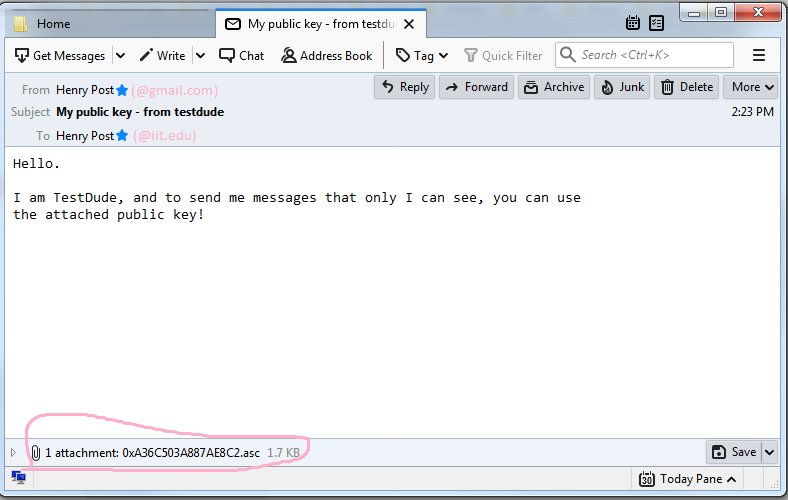 Home
My public key - from testdu
Get Messages Write Chat Address Book Tag Quick Filter Search <Ctrl+K>
From Henry Post (@gmail.com) Reply Forward Archive Junk Delete More
Subject My public key - from testdude 2:23 PM
To Henry Post (@iit.edu)
Hello.
I am TestDude, and to send me messages that only I can see, you can use
the attached public key!
1 attachment: 0xA36C503A887AE8C2.asc 1.7 KB Save
30 Today Pane